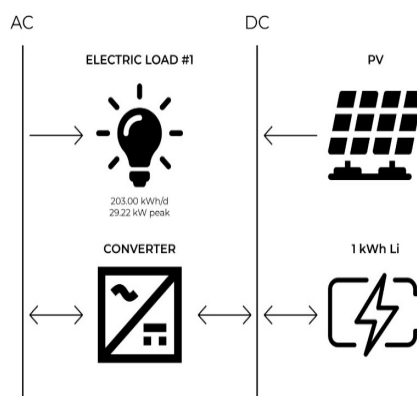 AC
DC
ELECTRIC LOAD #1
PV
203.00 kWh/d
29.22 kW peak
CONVERTER
1 kWh Li